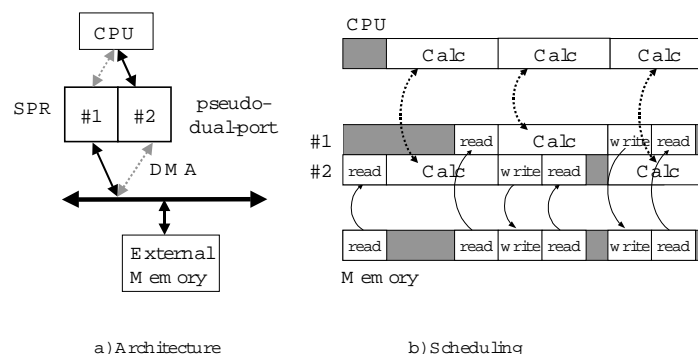 CPU
SPR
#1
#2
pseudo-
dual-port
DMA
External
Memory
a) Architecture
CPU
Calc
Calc
Calc
#1
read
Calc
write
read
#2
read
Calc
write
read
Calc
read
read
write
read
write
read
Memory
b) Scheduling